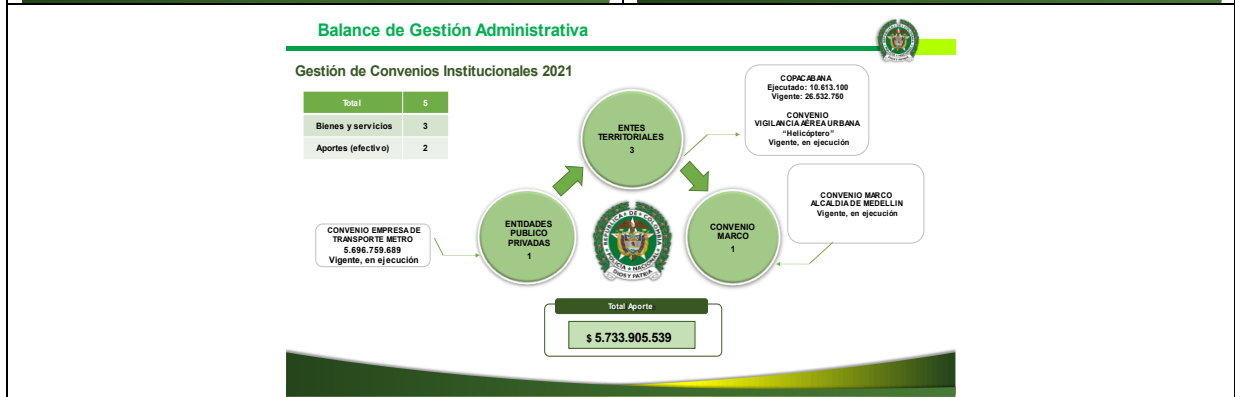 Balance de Gestión Administrativa
Gestión de Convenios Institucionales 2021
Total 5
Bienes y servicios 3
Aportes (efectivo) 2
ENTES
TERRITORIALES
3
COPACABANA
Ejecutado: 10.613.100
Vigente: 26.532.750
CONVENIO
VIGILANCIA AÉREA URBANA
“Helicóptero”
Vigente, en ejecución
CONVENIO MARCO
ALCALDIA DE MEDELLIN
Vigente, en ejecución
CONVENIO EMPRESA DE
TRANSPORTE METRO
5.696.759.689
Vigente, en ejecución
ENTIDADES
PUBLICO
PRIVADAS
1
REPUBLICA DE COLOMBIA
POLICIA NACIONAL
DIOS Y PATRIA
CONVENIO
MARCO
1
Total Aporte
$ 5.733.905.539